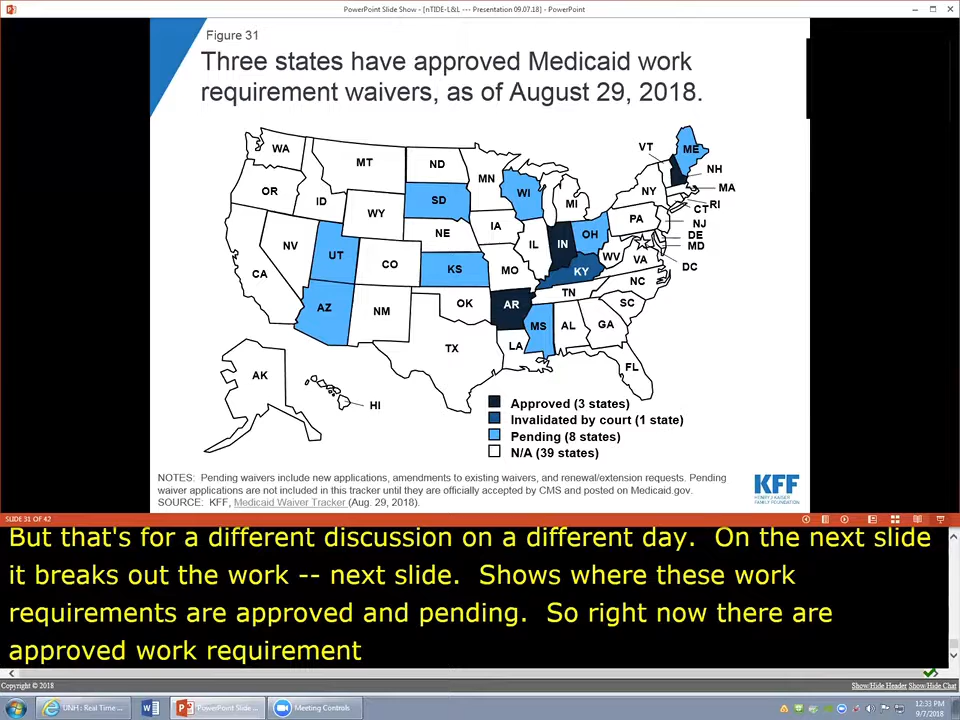 PowerPoint Slide Show - [nTIDE-L&L --- Presentation 09.07.18] - PowerPoint
Figure 31
Three states have approved Medicaid work
requirement waivers, as of August 29, 2018.
WA
MT
ND
MN
VT
ME
NH
OR
ID
WY
SD
WI
MI
NY
MA
RI
CT
NV
UT
CO
NE
IA
IL
IN
OH
PA
NJ
DE
MD
DC
CA
AZ
NM
KS
MO
KY
WV
VA
NC
TN
SC
OK
AR
MS
AL
GA
TX
LA
FL
AK
HI
Approved (3 states)
Invalidated by court (1 state)
Pending (8 states)
N/A (39 states)
NOTES: Pending waivers include new applications, amendments to existing waivers, and renewal/extension requests. Pending
waiver applications are not included in this tracker until they are officially accepted by CMS and posted on Medicaid.gov.
SOURCE: KFF, Medicaid Waiver Tracker (Aug. 29, 2018).
KFF
HENRY J KAISER
FAMILY FOUNDATION
SLIDE 31 OF 42
But that's for a different discussion on a different day.  On the next slide
it breaks out the work -- next slide.  Shows where these work
requirements are approved and pending.  So right now there are
approved work requirement
Copyright © 2018
Show/Hide Header Show/Hide Chat
UNH: Real Time ...
PowerPoint Slide ...
Meeting Controls
12:33 PM
9/7/2018